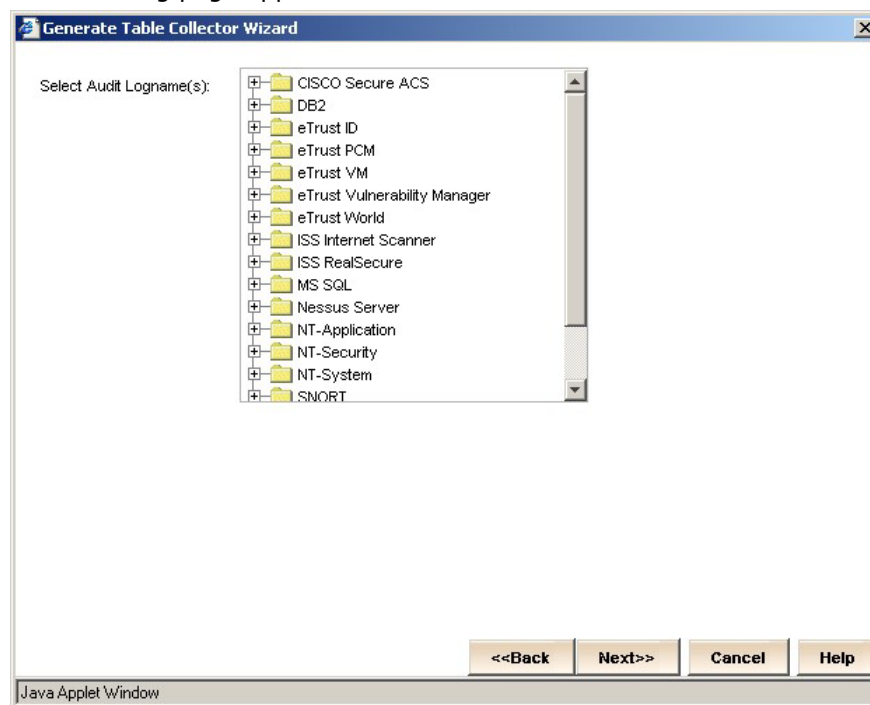 Generate Table Collector Wizard
Select Audit Logname(s):
CISCO Secure ACS
DB2
eTrust ID
eTrust PCM
eTrust VM
eTrust Vulnerability Manager
eTrust World
ISS Internet Scanner
ISS RealSecure
MS SQL
Nessus Server
NT-Application
NT-Security
NT-System
SNORT
<<Back Next>> Cancel Help
Java Applet Window